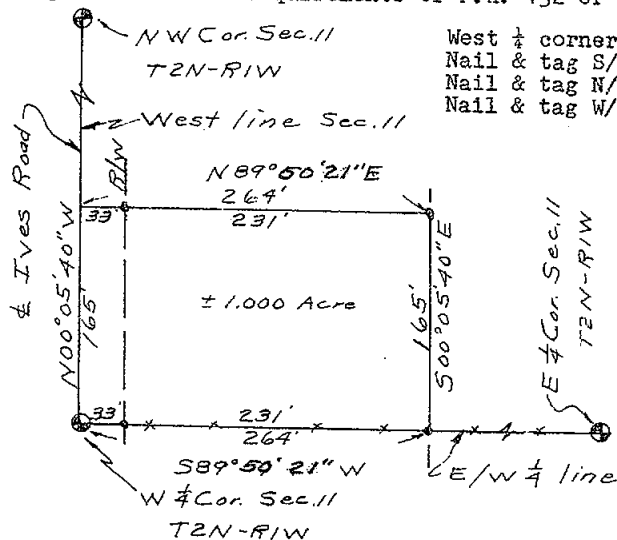 NW Cor. Sec. 11
T2N-R1W
West ¼ corner
Nail & tag S/
Nail & tag N/
Nail & tag W/
West line Sec. 11
℄ Ives Road
R/W
N 89°50'21" E
264'
33'
231'
N00°05'40"W
165'
± 1.000 Acre
165'
S00°05'40"E
E ¼ Cor. Sec. 11
T2N-R1W
33'
231'
264'
S89°50'21" W
E/W ¼ line
W ¼ Cor. Sec. 11
T2N-R1W